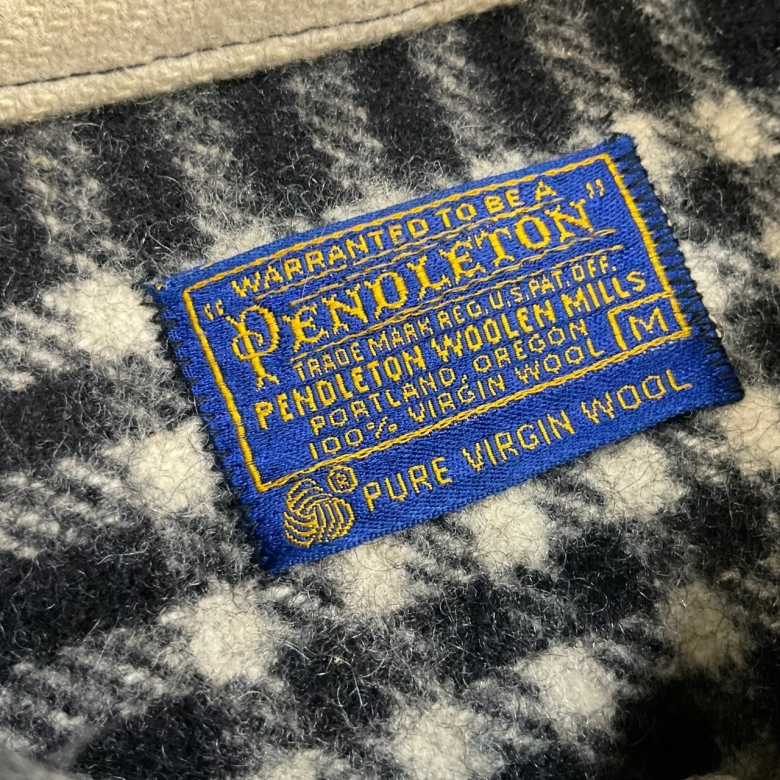 "WARRANTED TO BE A
PENDLETON"
TRADE MARK REG. U.S. PAT. OFF.
PENDLETON WOOLEN MILLS
PORTLAND, OREGON
100% VIRGIN WOOL
M
® PURE VIRGIN WOOL